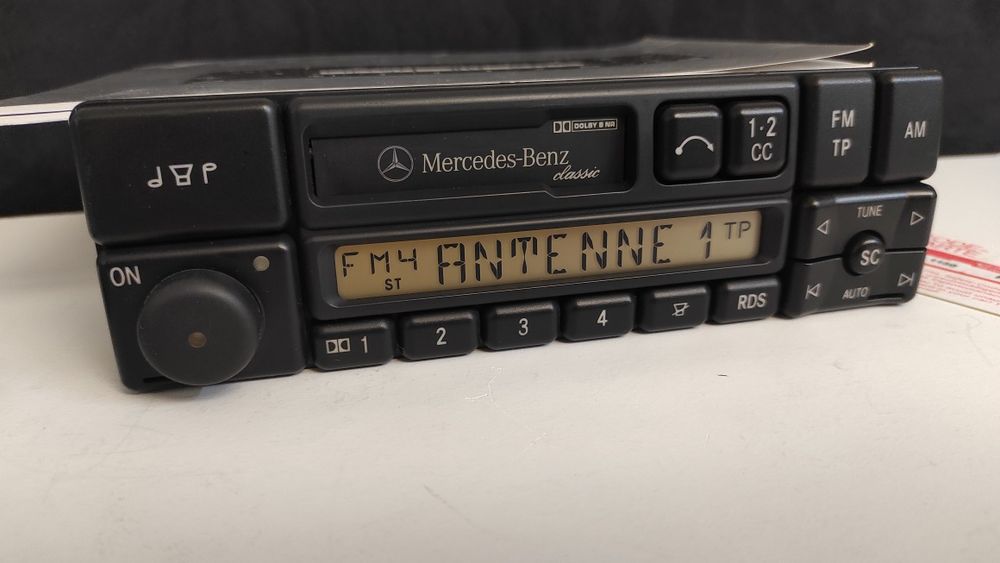 DOLBY B NR
Mercedes-Benz
classic
1·2
CC
FM
TP
AM
ON
FM4
ST
ANTENNE 1
TP
TUNE
SC
AUTO
1
2
3
4
RDS